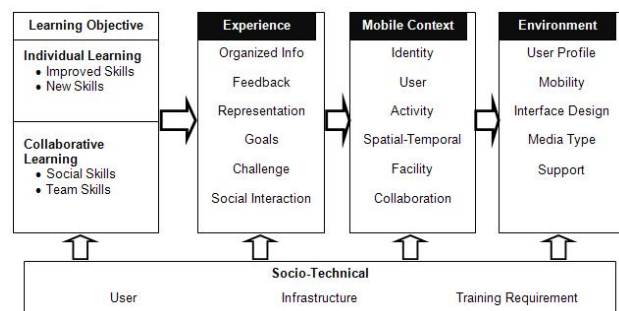 Learning Objective
Individual Learning
• Improved Skills
• New Skills
Collaborative
Learning
• Social Skills
• Team Skills
Experience
Organized Info
Feedback
Representation
Goals
Challenge
Social Interaction
Mobile Context
Identity
User
Activity
Spatial-Temporal
Facility
Collaboration
Environment
User Profile
Mobility
Interface Design
Media Type
Support
Socio-Technical
User Infrastructure Training Requirement